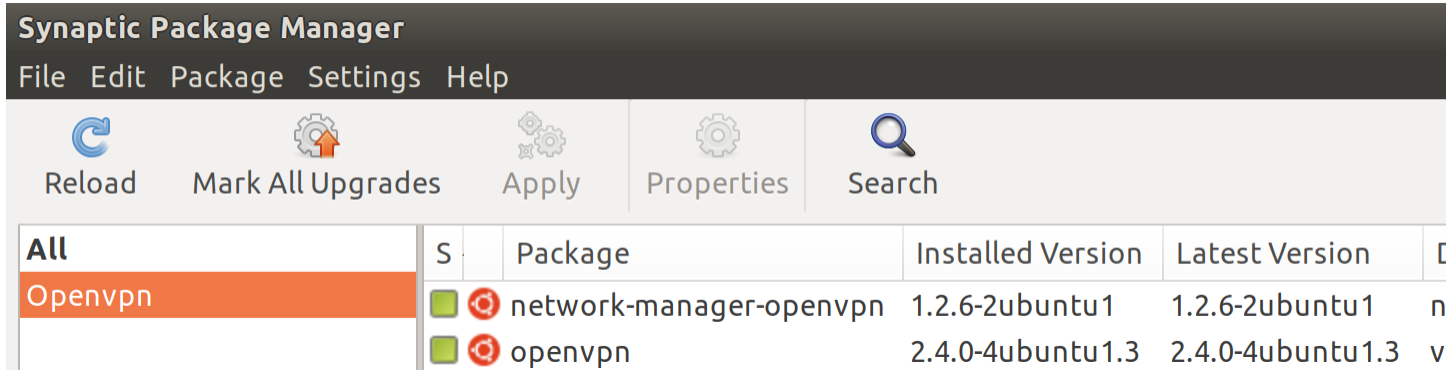 Synaptic Package Manager
File Edit Package Settings Help
Reload Mark All Upgrades Apply Properties Search
All
Openvpn
S Package Installed Version Latest Version
network-manager-openvpn 1.2.6-2ubuntu1 1.2.6-2ubuntu1
openvpn 2.4.0-4ubuntu1.3 2.4.0-4ubuntu1.3